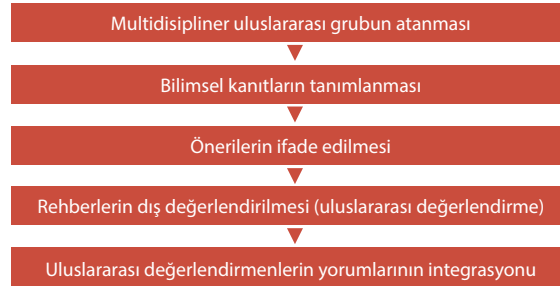 Multidisipliner uluslararası grubun atanması
Bilimsel kanıtların tanımlanması
Önerilerin ifade edilmesi
Rehberlerin dış değerlendirilmesi (uluslararası değerlendirme)
Uluslararası değerlendirmenlerin yorumlarının integrasyonu